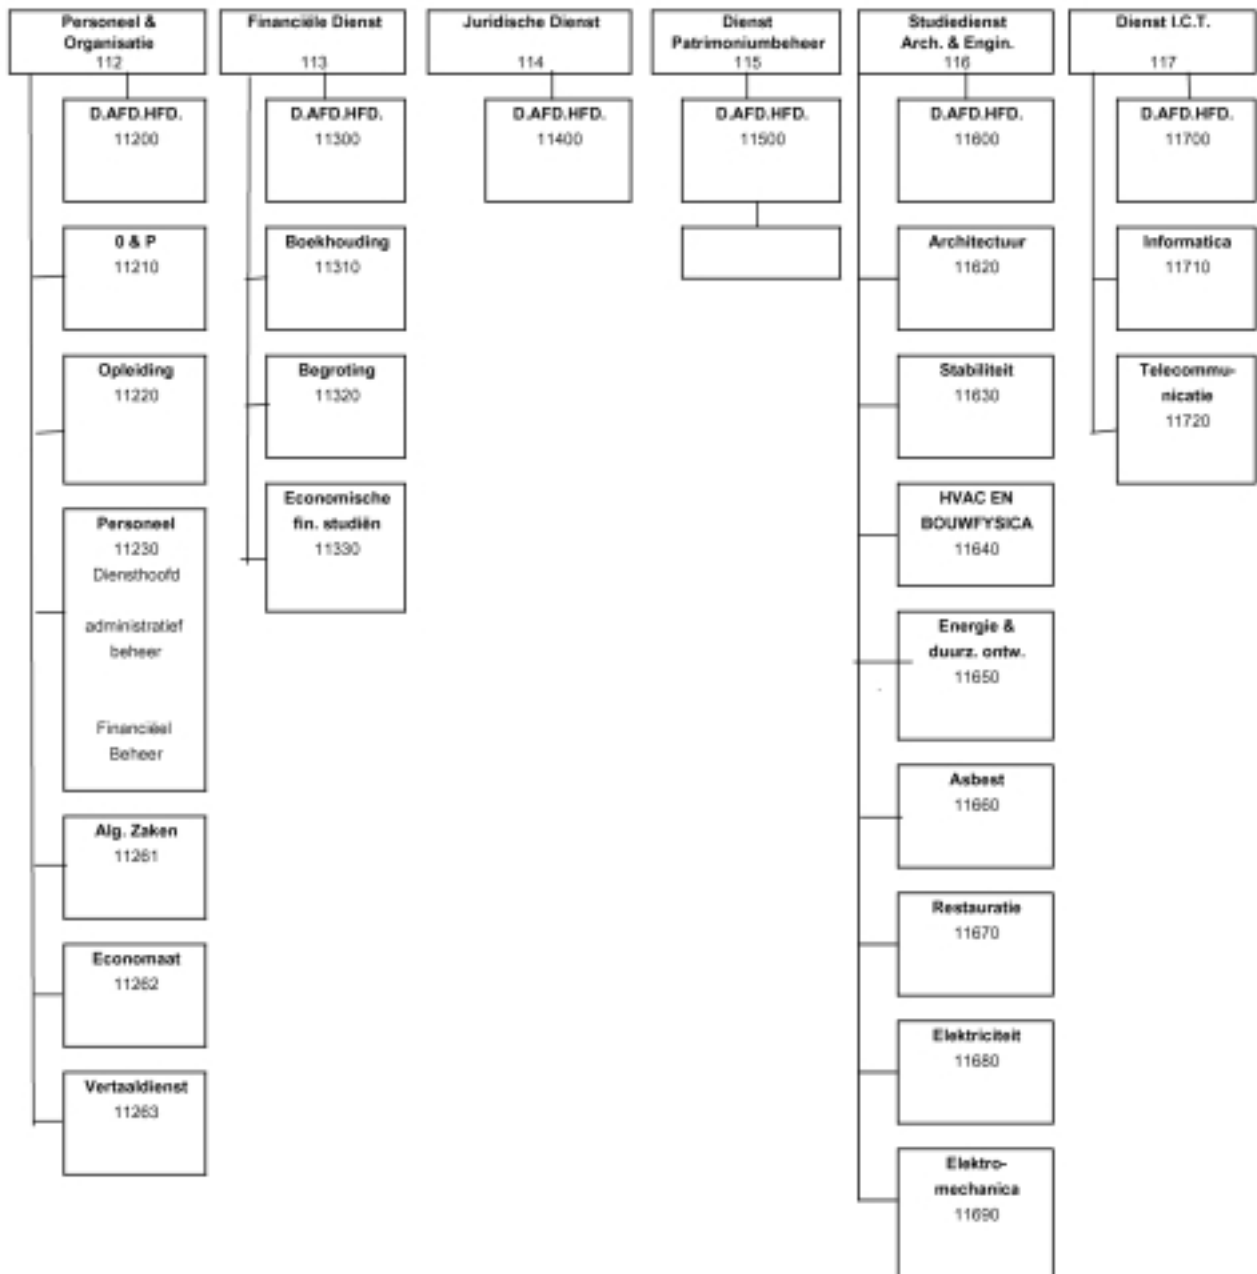 Personeel &
Organisatie
112
D.AFD.HFD.
11200
0 & P
11210
Opleiding
11220
Personeel
11230
Diensthoofd
administratief
beheer
Financiëel
Beheer
Alg. Zaken
11261
Economaat
11262
Vertaaldienst
11263
Financiële Dienst
113
D.AFD.HFD.
11300
Boekhouding
11310
Begroting
11320
Economische
fin. studiën
11330
Juridische Dienst
114
D.AFD.HFD.
11400
Dienst
Patrimoniumbeheer
115
D.AFD.HFD.
11500
Studiedienst
Arch. & Engin.
116
D.AFD.HFD.
11600
Architectuur
11620
Stabiliteit
11630
HVAC EN
BOUWFYSICA
11640
Energie &
duurz. ontw.
11650
Asbest
11660
Restauratie
11670
Elektriciteit
11680
Elektro-
mechanica
11690
Dienst I.C.T.
117
D.AFD.HFD.
11700
Informatica
11710
Telecommu-
nicatie
11720